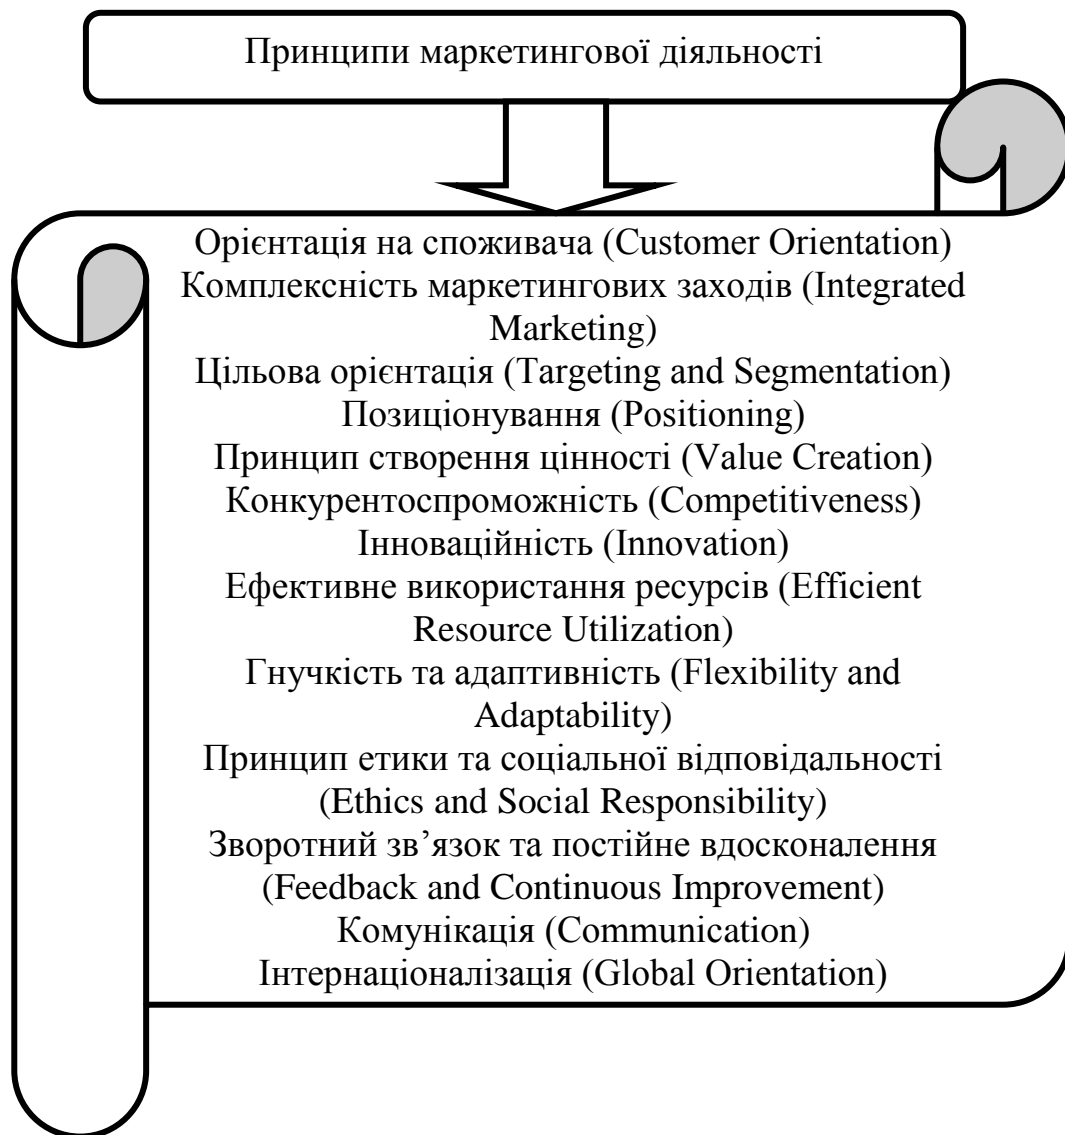 Принципи маркетингової діяльності
Орієнтація на споживача (Customer Orientation)
Комплексність маркетингових заходів (Integrated
Marketing)
Цільова орієнтація (Targeting and Segmentation)
Позиціонування (Positioning)
Принцип створення цінності (Value Creation)
Конкурентоспроможність (Competitiveness)
Інноваційність (Innovation)
Ефективне використання ресурсів (Efficient
Resource Utilization)
Гнучкість та адаптивність (Flexibility and
Adaptability)
Принцип етики та соціальної відповідальності
(Ethics and Social Responsibility)
Зворотний зв’язок та постійне вдосконалення
(Feedback and Continuous Improvement)
Комунікація (Communication)
Інтернаціоналізація (Global Orientation)